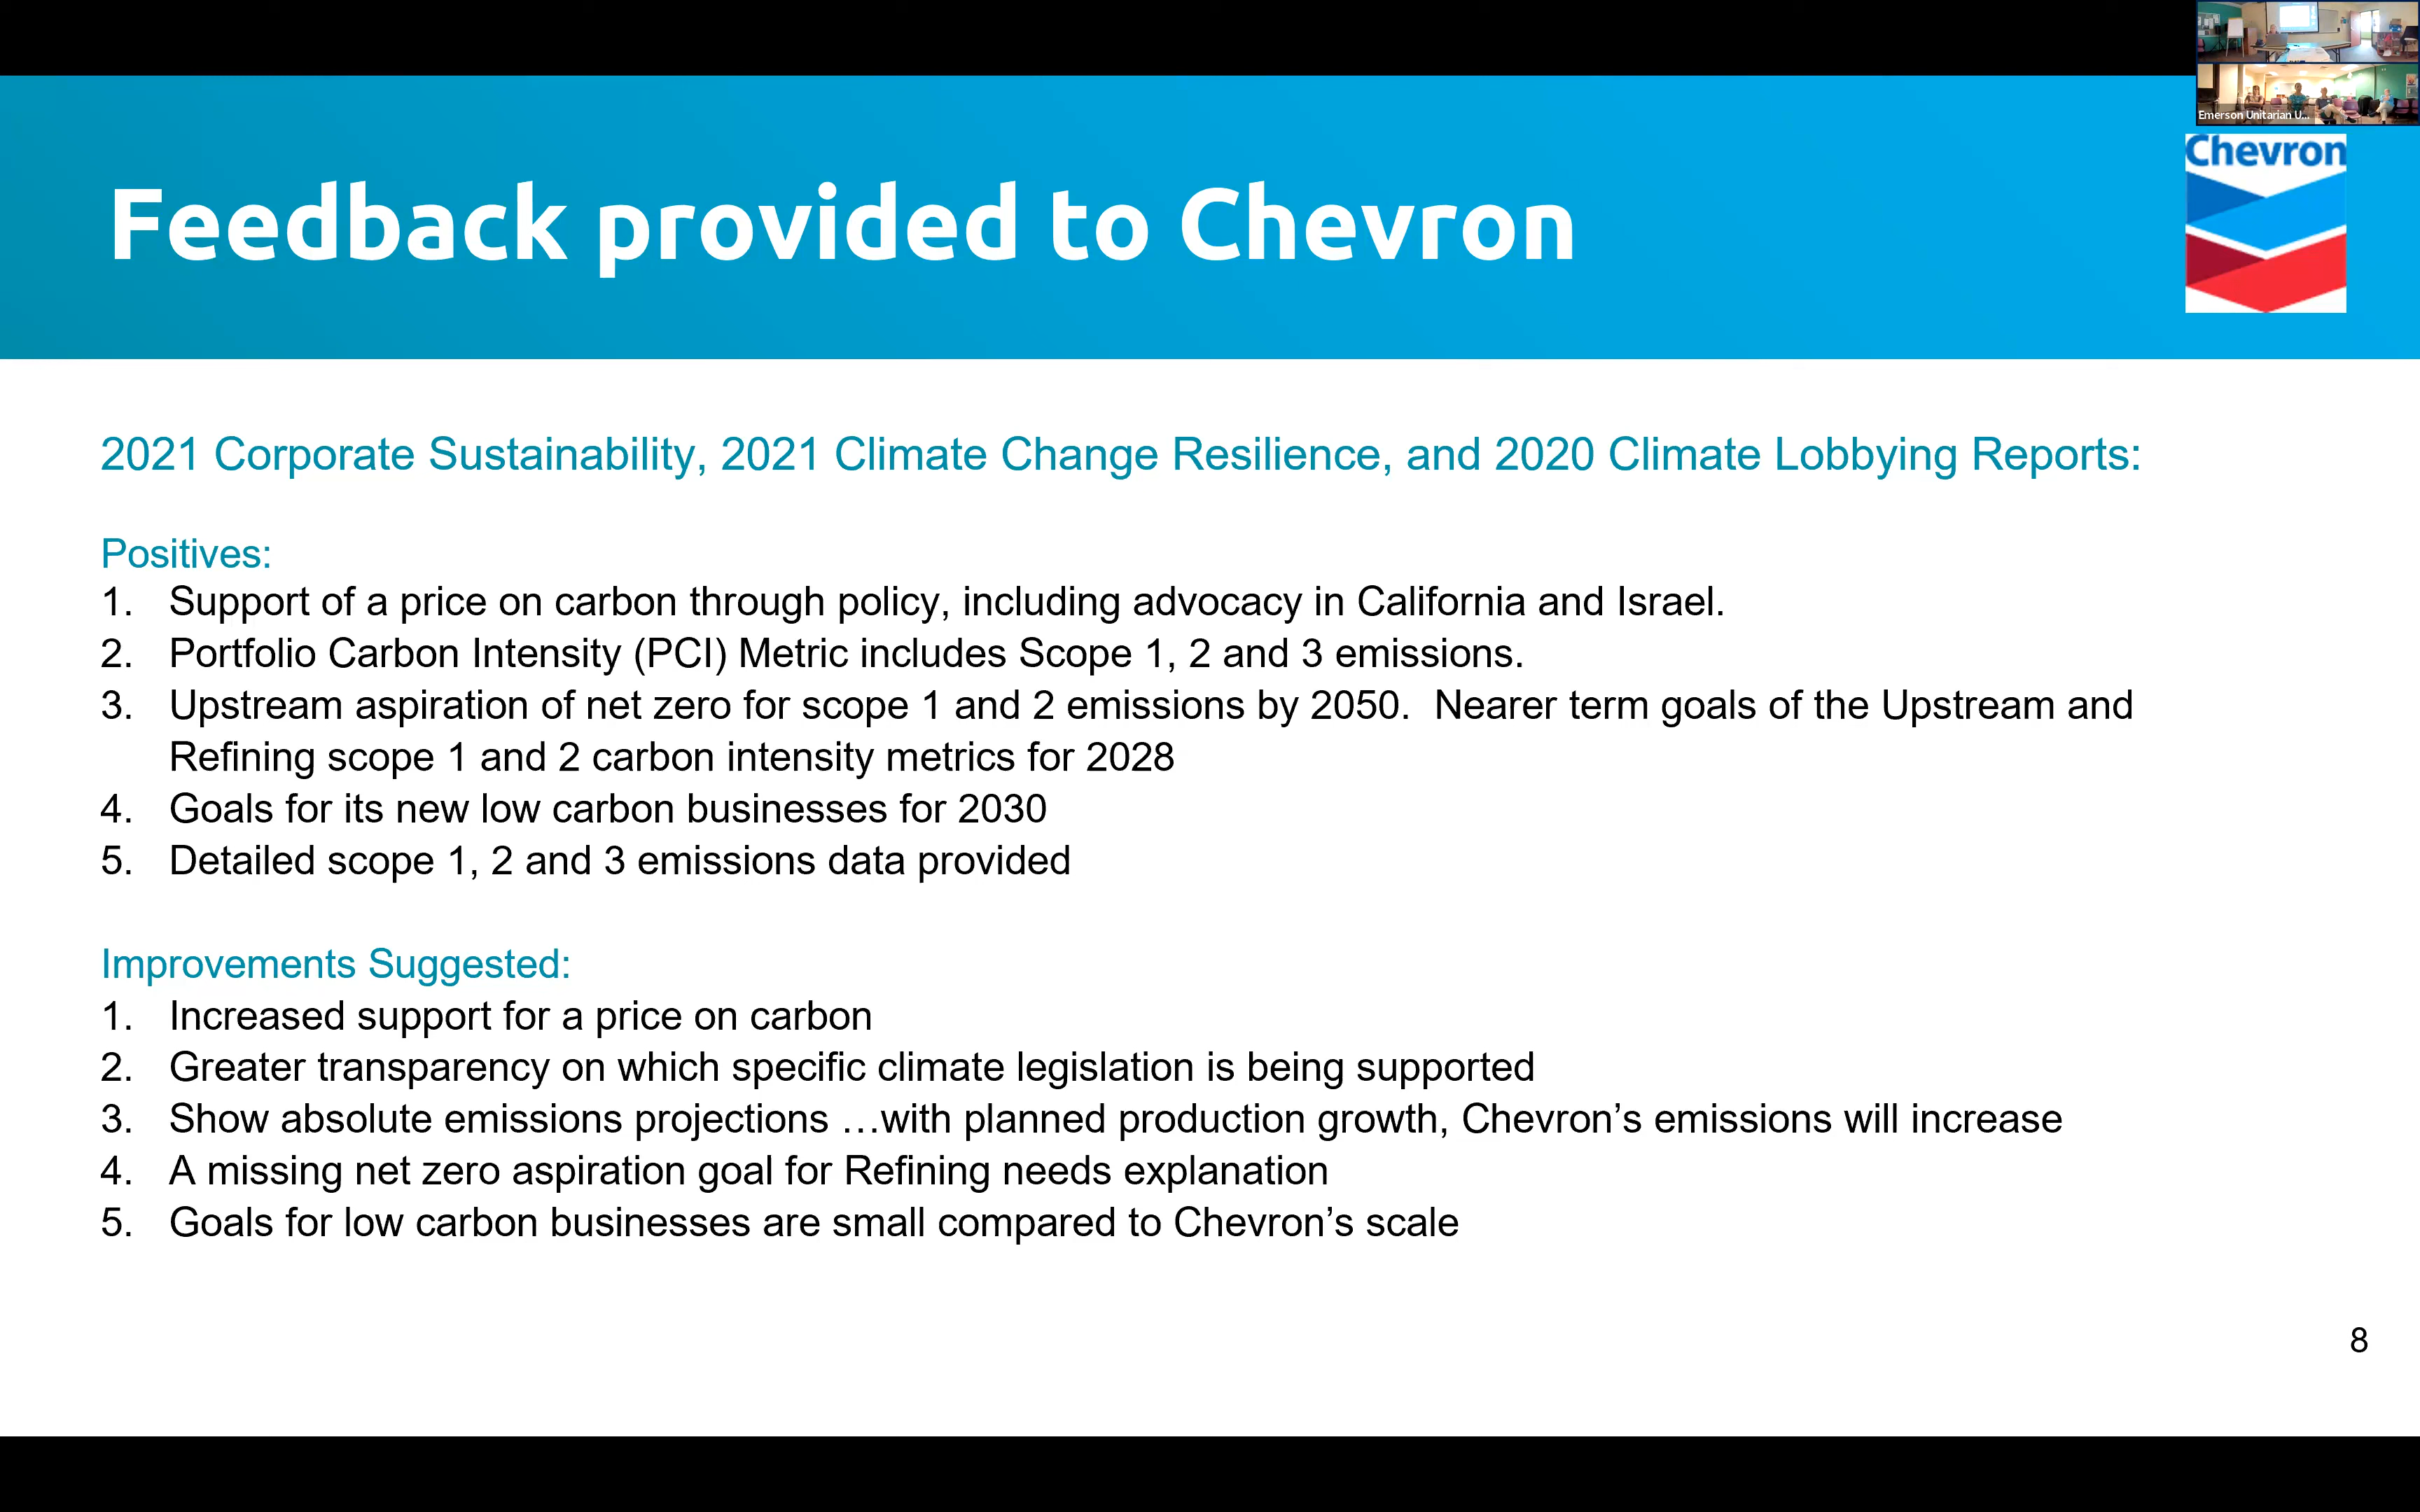 Emerson Unitarian U...
Chevron
Feedback provided to Chevron
2021 Corporate Sustainability, 2021 Climate Change Resilience, and 2020 Climate Lobbying Reports:
Positives:
1. Support of a price on carbon through policy, including advocacy in California and Israel.
2. Portfolio Carbon Intensity (PCI) Metric includes Scope 1, 2 and 3 emissions.
3. Upstream aspiration of net zero for scope 1 and 2 emissions by 2050.  Nearer term goals of the Upstream and
Refining scope 1 and 2 carbon intensity metrics for 2028
4. Goals for its new low carbon businesses for 2030
5. Detailed scope 1, 2 and 3 emissions data provided
Improvements Suggested:
1. Increased support for a price on carbon
2. Greater transparency on which specific climate legislation is being supported
3. Show absolute emissions projections …with planned production growth, Chevron’s emissions will increase
4. A missing net zero aspiration goal for Refining needs explanation
5. Goals for low carbon businesses are small compared to Chevron’s scale
8